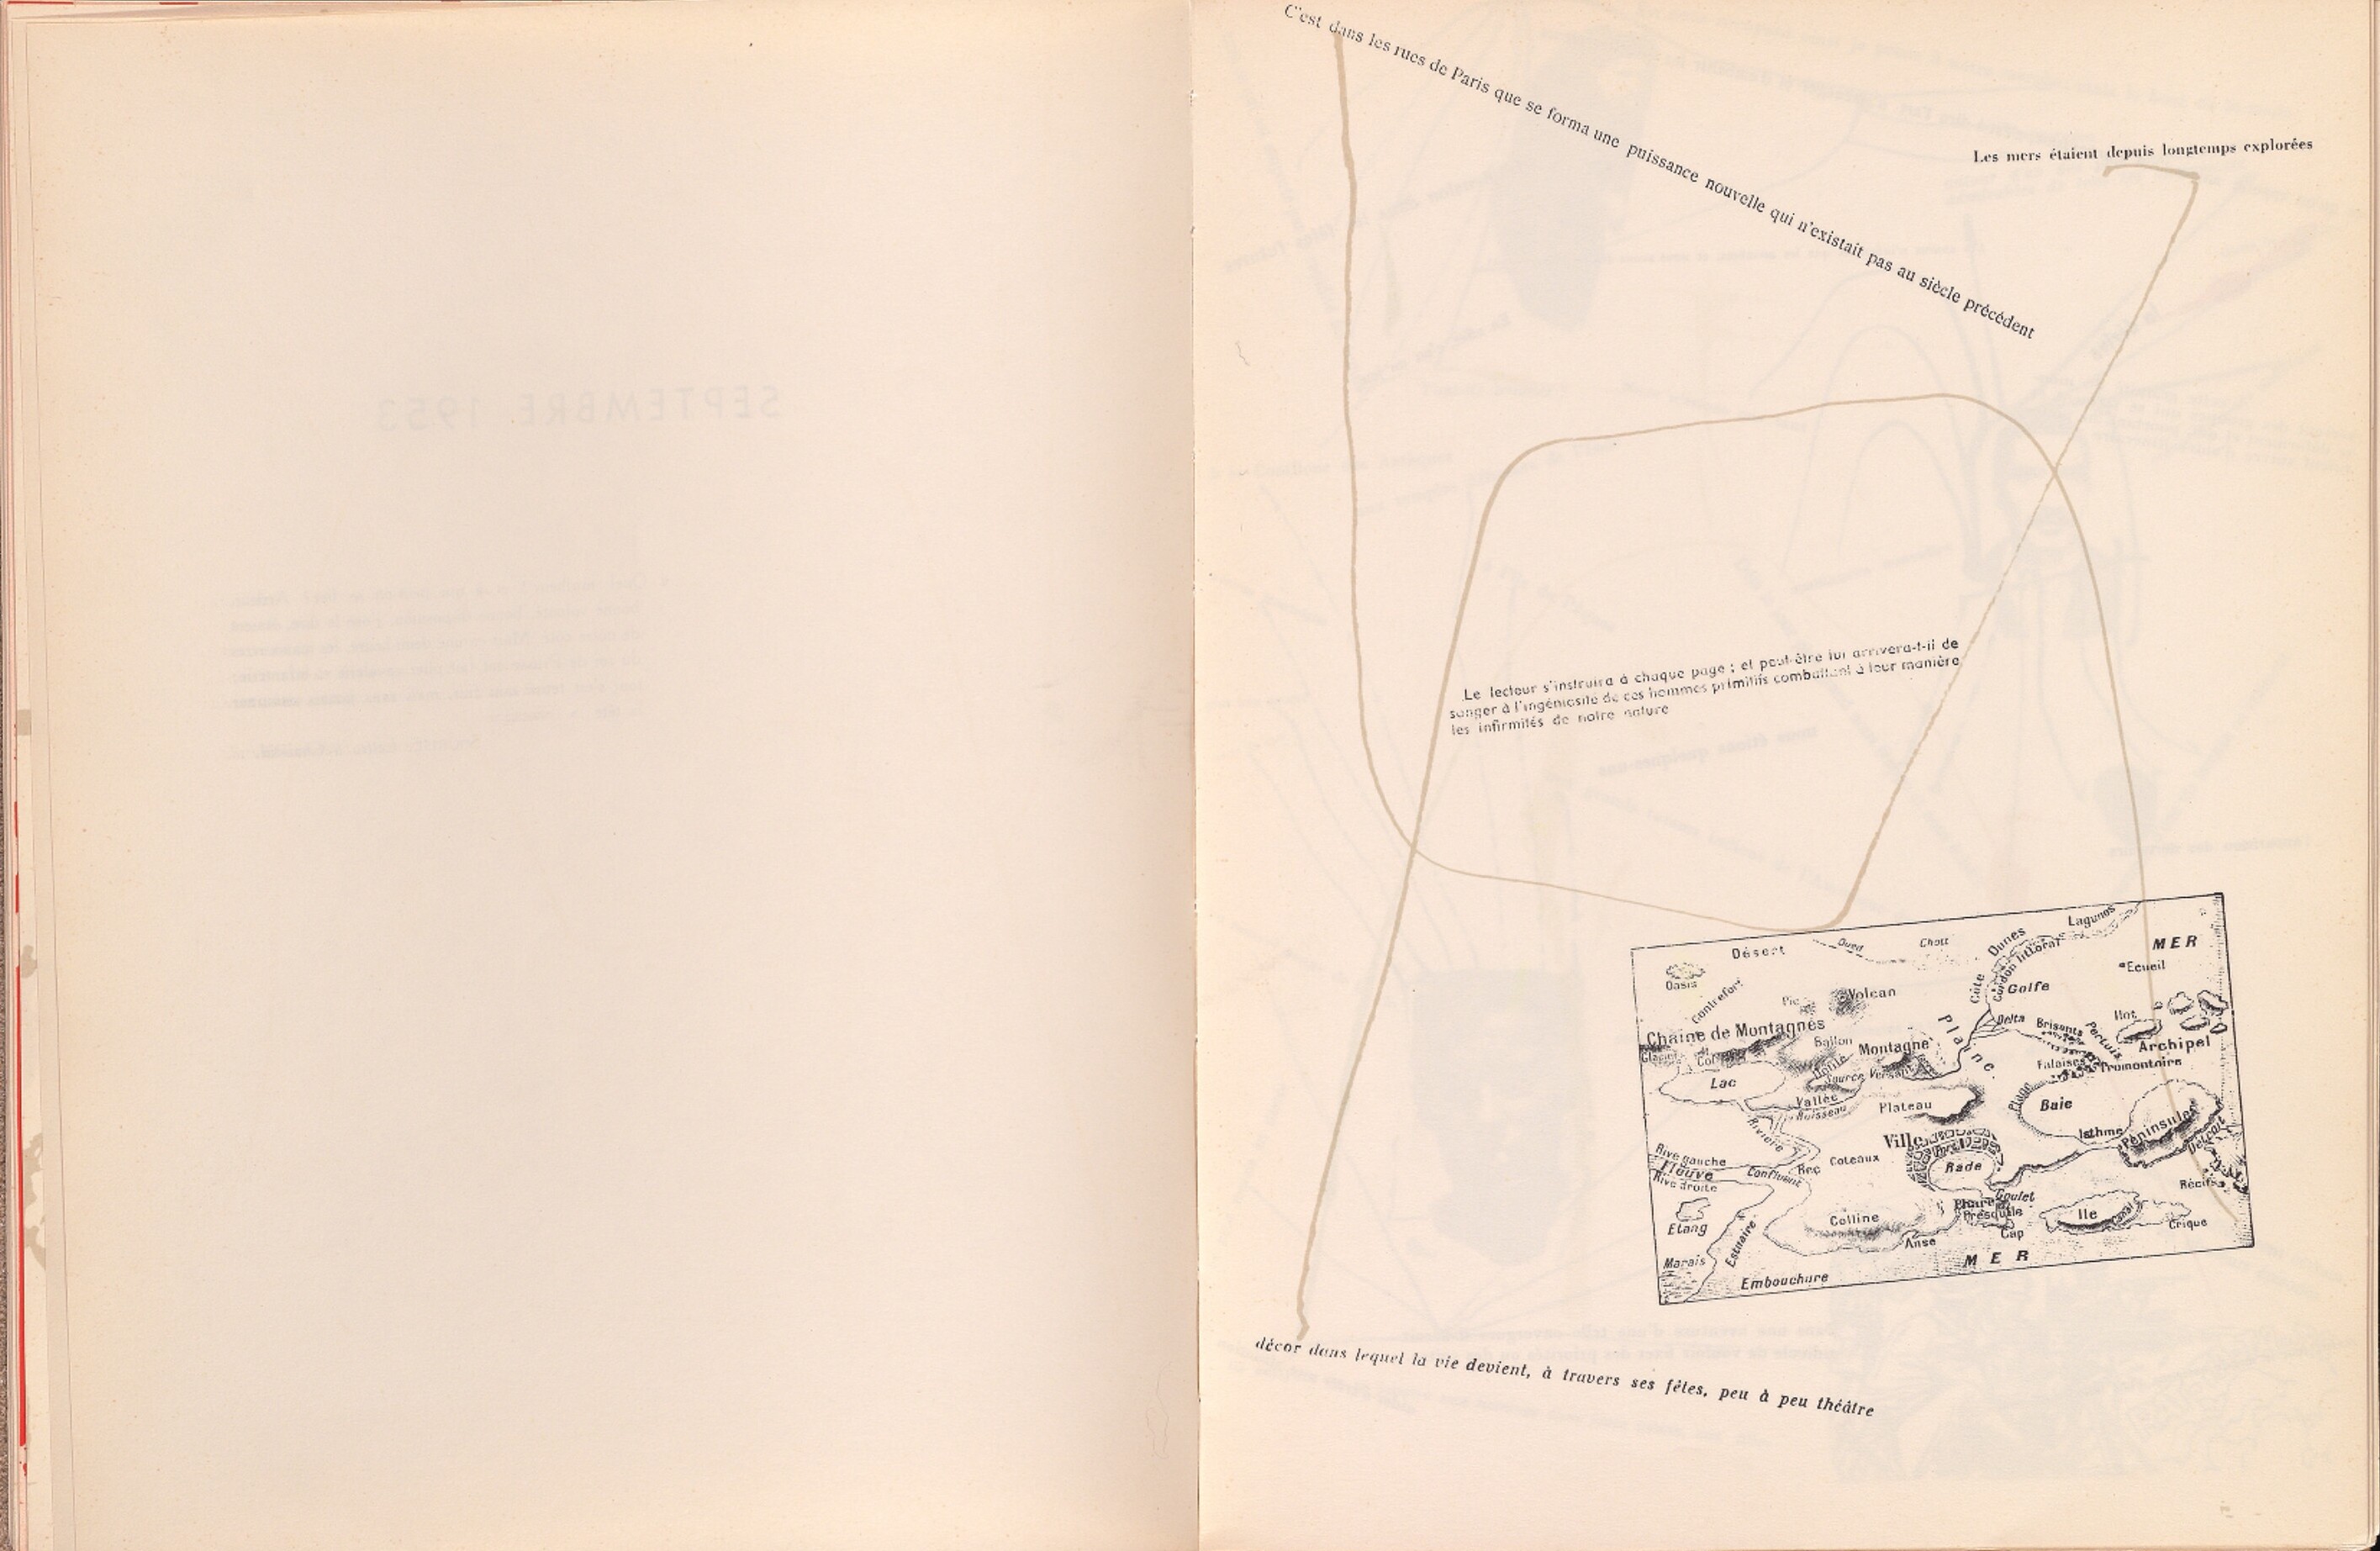 C'est dans les rues de Paris que se forma une puissance nouvelle qui n'existait pas au siècle précédent
Les mers étaient depuis longtemps explorées
SEPTEMBRE 1953
Le lecteur s'instruira à chaque page ; et peut-être lui arrivera-t-il de
songer à l'ingéniosité de ces hommes primitifs combattant à leur manière
les infirmités de notre nature
Désert
Oued
Chott
Dunes
Lagunes
Cordon littoral
MER
Oasis
Contrefort
Pic
Volcan
Côte
Golfe
Ecueil
Chaîne de Montagnes
Glacier
Col
Ballon
Montagne
Plaine
Delta
Brisants
Pertuis
Ilot
Archipel
Falaises
Promontoire
Lac
Source
Versant
Vallée
Ruisseau
Plateau
Plage
Baie
Rivière
Ville
Isthme
Péninsule
Détroit
Rive gauche
Fleuve
Rive droite
Confluent
Bec
Coteaux
Port
Rade
Récifs
Etang
Colline
Phare
Goulet
Presqu'île
Ile
Canal
Crique
Marais
Estuaire
Anse
Cap
MER
Embouchure
décor dans lequel la vie devient, à travers ses fêtes, peu à peu théâtre